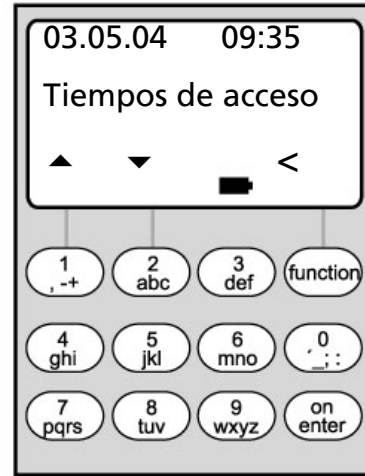 03.05.04 09:35
Tiempos de acceso
<
1 2 3 function
, -+ abc def
4 5 6 0
ghi jkl mno ´_; :
7 8 9 on
pqrs tuv wxyz enter